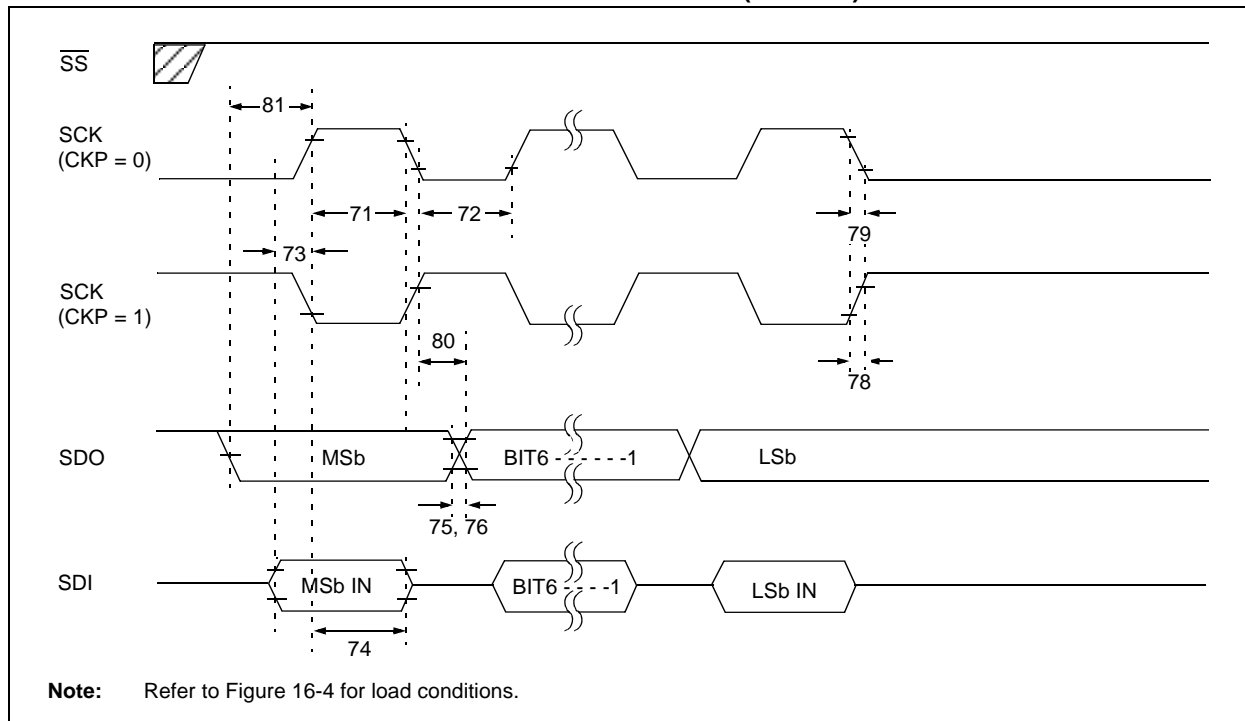 SS
81
SCK
(CKP = 0)
71
72
79
73
SCK
(CKP = 1)
80
78
SDO
MSb
BIT6 - - - - - -1
LSb
75, 76
SDI
MSb IN
BIT6 - - - -1
LSb IN
74
Note: Refer to Figure 16-4 for load conditions.